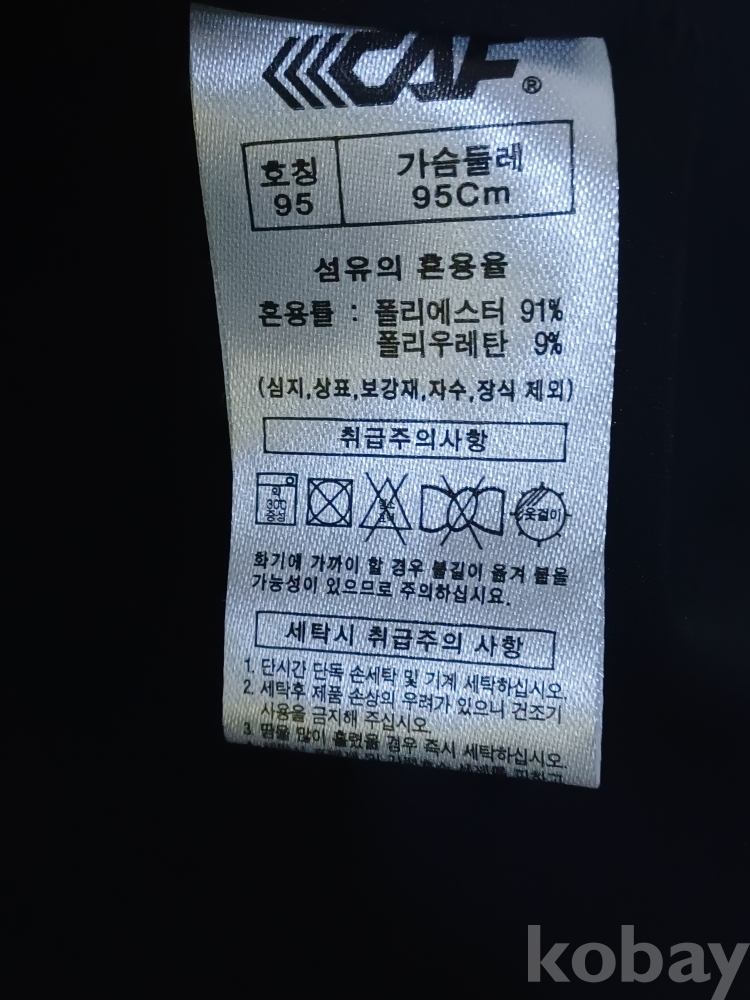 CAF®
호칭 가슴둘레
95 95Cm
섬유의 혼용율
혼용률 : 폴리에스터 91%
폴리우레탄 9%
(심지,상표,보강재,자수,장식 제외)
취급주의사항
약
30℃
중성
옷걸이
화기에 가까이 할 경우 불길이 옮겨 붙을
가능성이 있으므로 주의하십시요.
세탁시 취급주의 사항
1. 단시간 단독 손세탁 및 기계 세탁하십시오.
2. 세탁후 제품 손상의 우려가 있으니 건조기
사용을 금지해 주십시오.
3. 땀을 많이 흘렸을 경우 즉시 세탁하십시오.
kobay